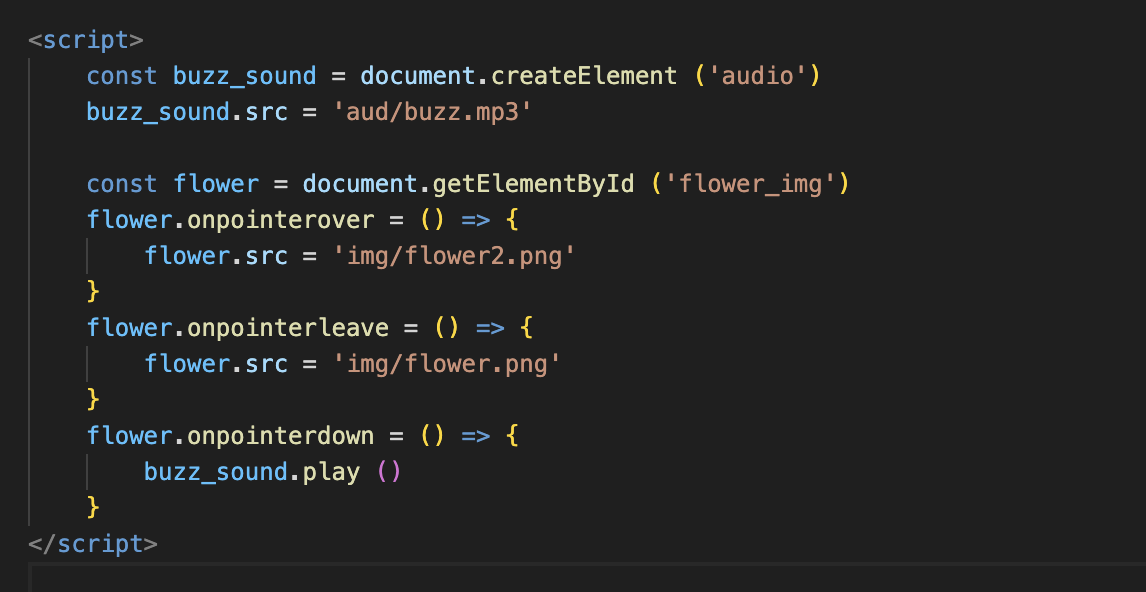 <script>
const buzz_sound = document.createElement ('audio')
buzz_sound.src = 'aud/buzz.mp3'
const flower = document.getElementById ('flower_img')
flower.onpointerover = () => {
flower.src = 'img/flower2.png'
}
flower.onpointerleave = () => {
flower.src = 'img/flower.png'
}
flower.onpointerdown = () => {
buzz_sound.play ()
}
</script>